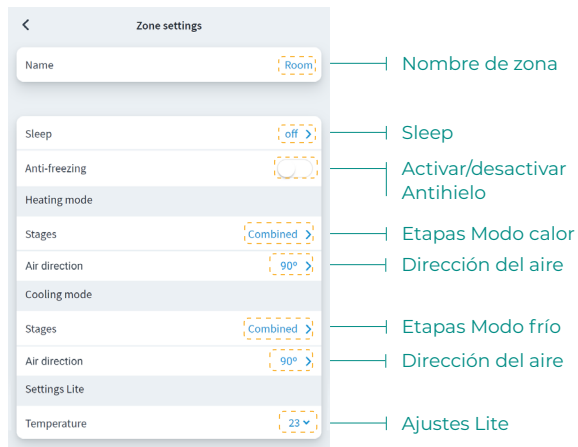 Zone settings
Name Room Nombre de zona
Sleep off Sleep
Anti-freezing Activar/desactivar
Antihielo
Heating mode
Stages Combined Etapas Modo calor
Air direction 90º Dirección del aire
Cooling mode
Stages Combined Etapas Modo frío
Air direction 90º Dirección del aire
Settings Lite
Temperature 23 Ajustes Lite